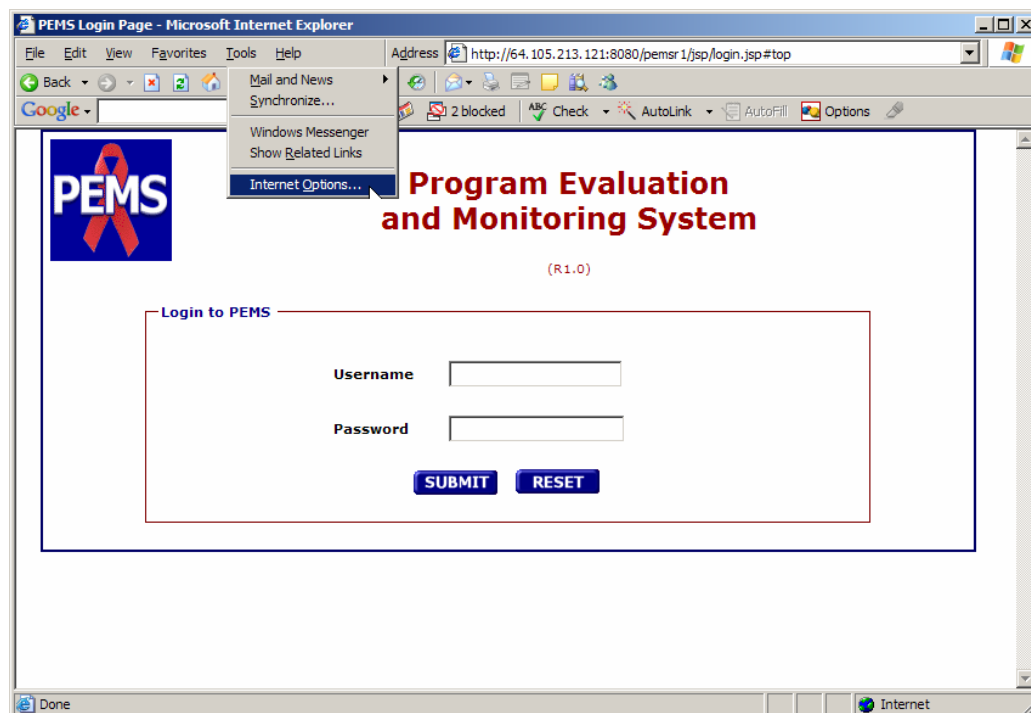 PEMS Login Page - Microsoft Internet Explorer
File Edit View Favorites Tools Help Address http://64.105.213.121:8080/pemsr1/jsp/login.jsp#top
Back
Mail and News
Synchronize...
Google 2 blocked Check AutoLink AutoFill Options
Windows Messenger
Show Related Links
Internet Options...
PEMS
Program Evaluation
and Monitoring System
(R1.0)
Login to PEMS
Username
Password
SUBMIT RESET
Done Internet